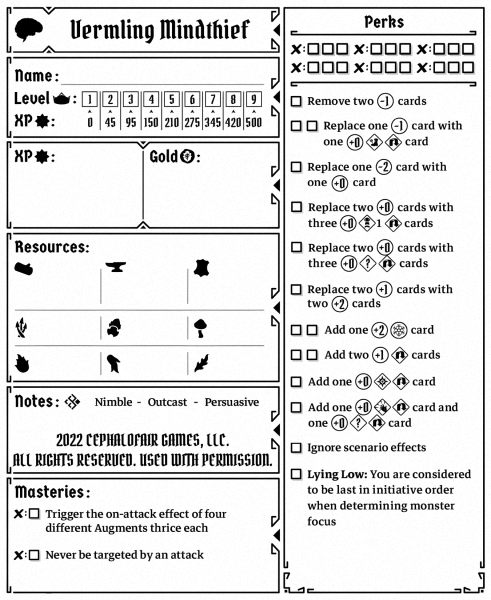 Vermling Mindthief
Name:
Level : 1 2 3 4 5 6 7 8 9
XP : 0 45 95 150 210 275 345 420 500
XP : Gold :
Resources:
Notes: Nimble - Outcast - Persuasive
2022 CEPHALOFAIR GAMES, LLC.
ALL RIGHTS RESERVED. USED WITH PERMISSION.
Masteries:
Trigger the on-attack effect of four
different Augments thrice each
Never be targeted by an attack
Perks
Remove two -1 cards
Replace one -1 card with
one +0 card
Replace one -2 card with
one +0 card
Replace two +0 cards with
three +0 1 cards
Replace two +0 cards with
three +0 ? cards
Replace two +1 cards with
two +2 cards
Add one +2 card
Add two +1 cards
Add one +0 card
Add one +0 card and
one +0 ? card
Ignore scenario effects
Lying Low: You are considered
to be last in initiative order
when determining monster
focus